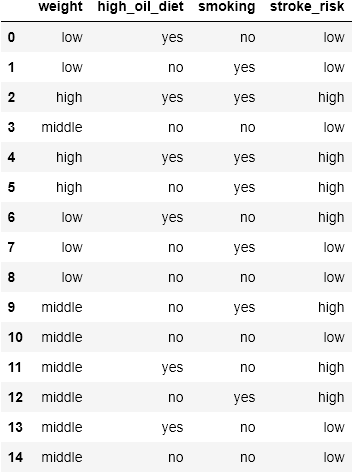 weight high_oil_diet smoking stroke_risk
0 low yes no low
1 low no yes low
2 high yes yes high
3 middle no no low
4 high yes yes high
5 high no yes high
6 low yes no high
7 low no yes low
8 low no no low
9 middle no yes high
10 middle no no low
11 middle yes no high
12 middle no yes high
13 middle yes no low
14 middle no no low